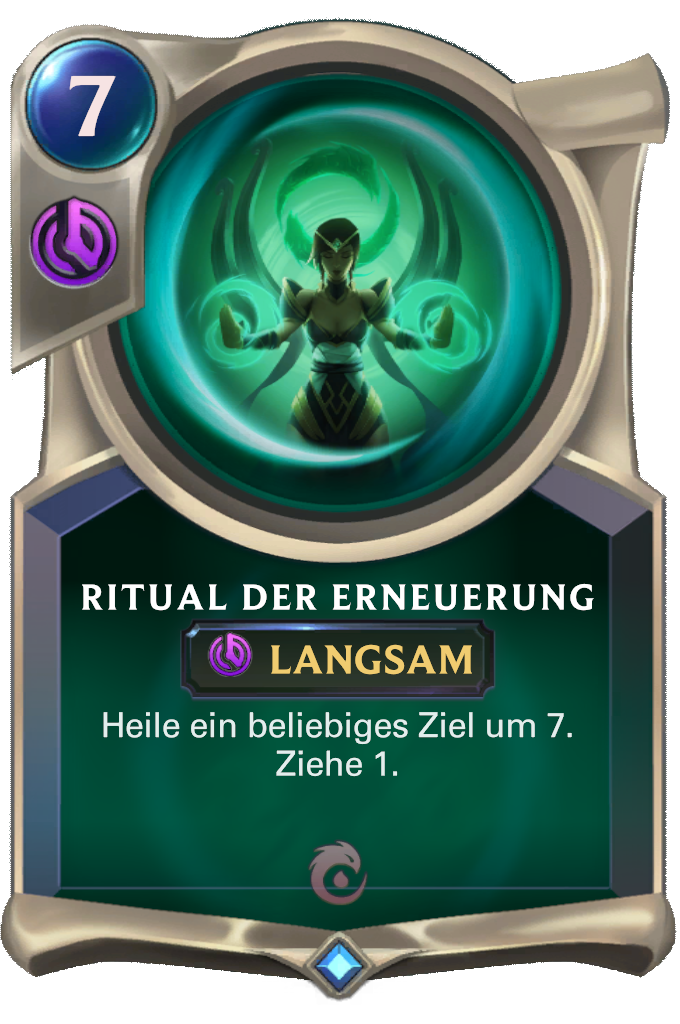 7
RITUAL DER ERNEUERUNG
LANGSAM
Heile ein beliebiges Ziel um 7.
Ziehe 1.